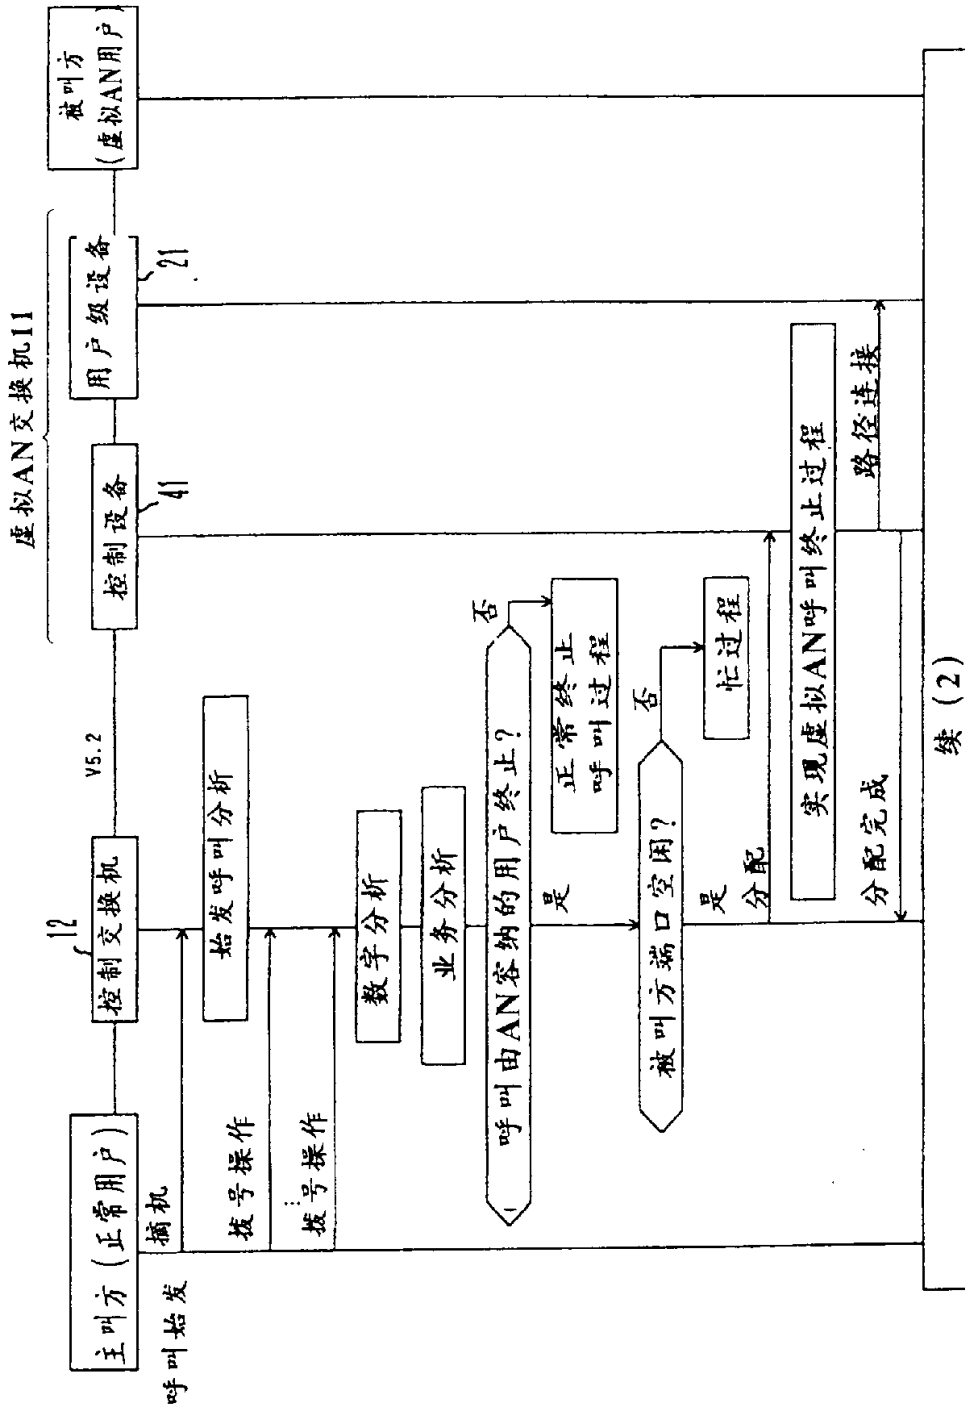 主叫方 (正常用户)
12
控制交换机
V5.2
虚拟AN交换机11
控制设备
41
用户级设备
21
被叫方
(虚拟AN用户)
呼叫始发
摘机
始发呼叫分析
拨号操作
⋮
拨号操作
数字分析
业务分析
呼叫由AN容纳的用户终止?
否
正常终止
呼叫过程
是
被叫方端口空闲?
否
忙过程
是
分配
实现虚拟AN呼叫终止过程
路径连接
分配完成
续 (2)